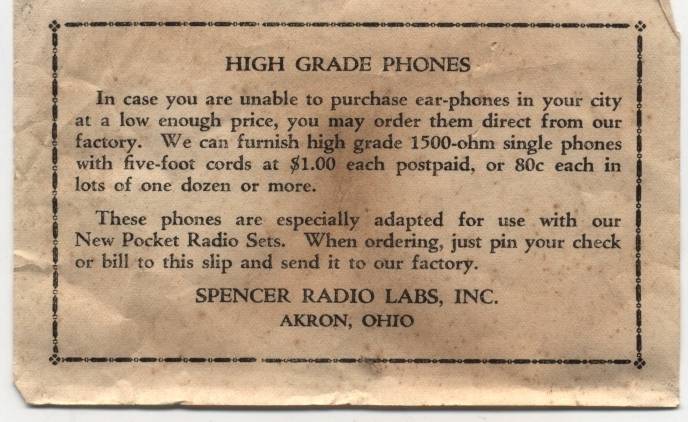 HIGH GRADE PHONES
In case you are unable to purchase ear-phones in your city
at a low enough price, you may order them direct from our
factory. We can furnish high grade 1500-ohm single phones
with five-foot cords at $1.00 each postpaid, or 80c each in
lots of one dozen or more.
These phones are especially adapted for use with our
New Pocket Radio Sets. When ordering, just pin your check
or bill to this slip and send it to our factory.
SPENCER RADIO LABS, INC.
AKRON, OHIO